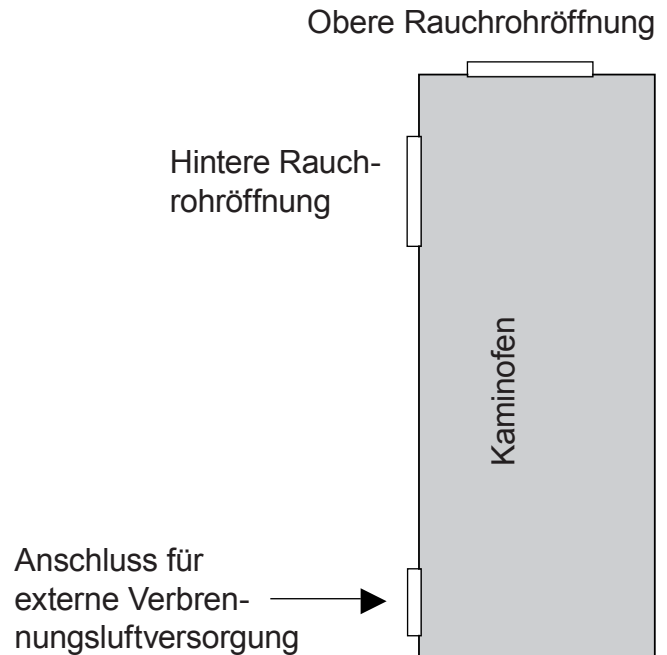 Obere Rauchrohröffnung
Hintere Rauch-
rohröffnung
Kaminofen
Anschluss für
externe Verbren-
nungsluftversorgung